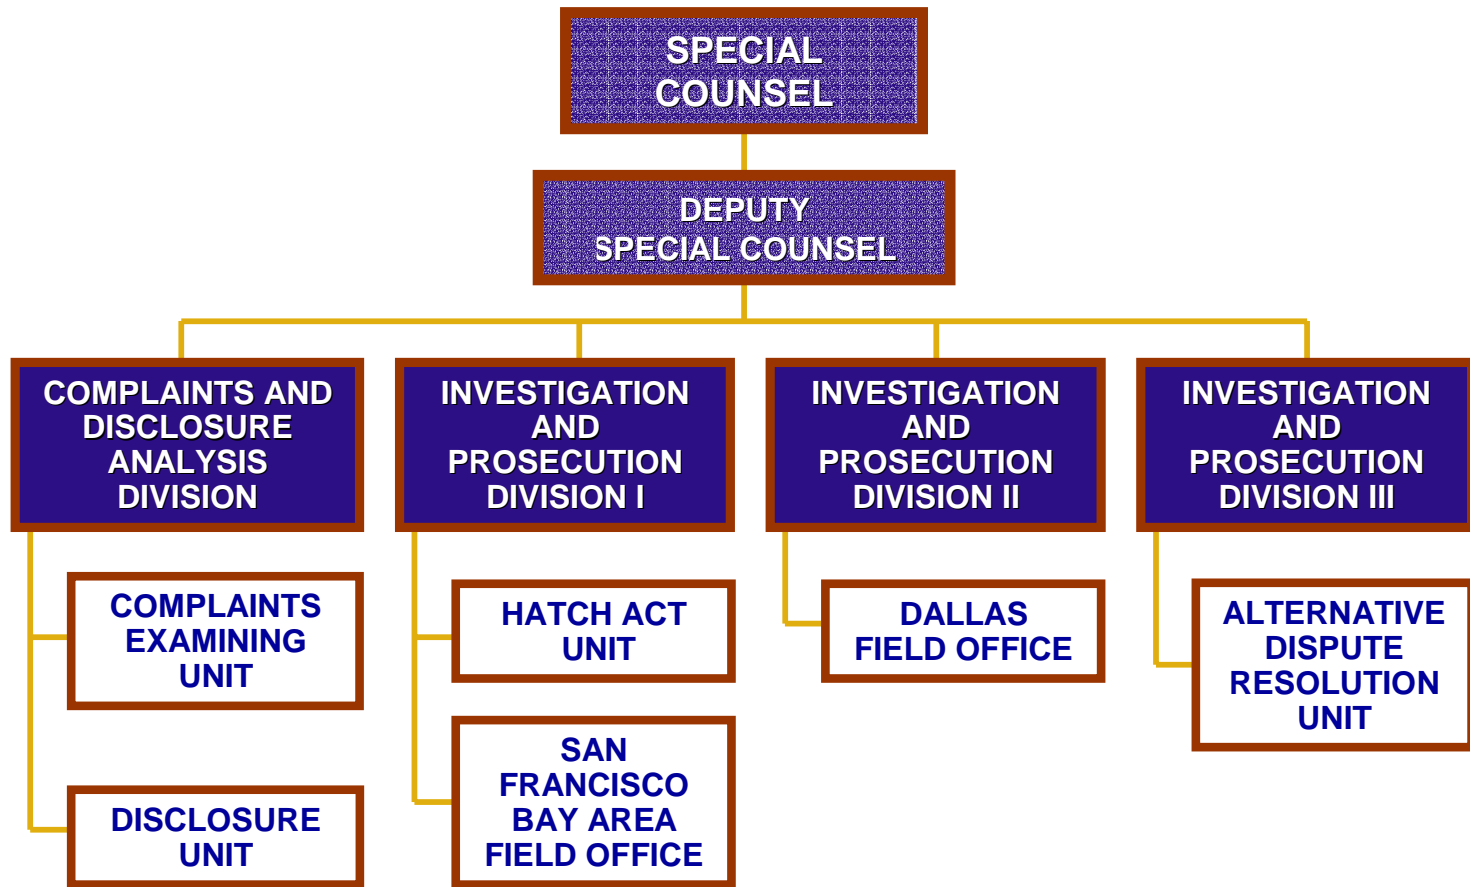 SPECIAL
COUNSEL
DEPUTY
SPECIAL COUNSEL
COMPLAINTS AND
DISCLOSURE
ANALYSIS
DIVISION
INVESTIGATION
AND
PROSECUTION
DIVISION I
INVESTIGATION
AND
PROSECUTION
DIVISION II
INVESTIGATION
AND
PROSECUTION
DIVISION III
COMPLAINTS
EXAMINING
UNIT
DISCLOSURE
UNIT
HATCH ACT
UNIT
SAN
FRANCISCO
BAY AREA
FIELD OFFICE
DALLAS
FIELD OFFICE
ALTERNATIVE
DISPUTE
RESOLUTION
UNIT